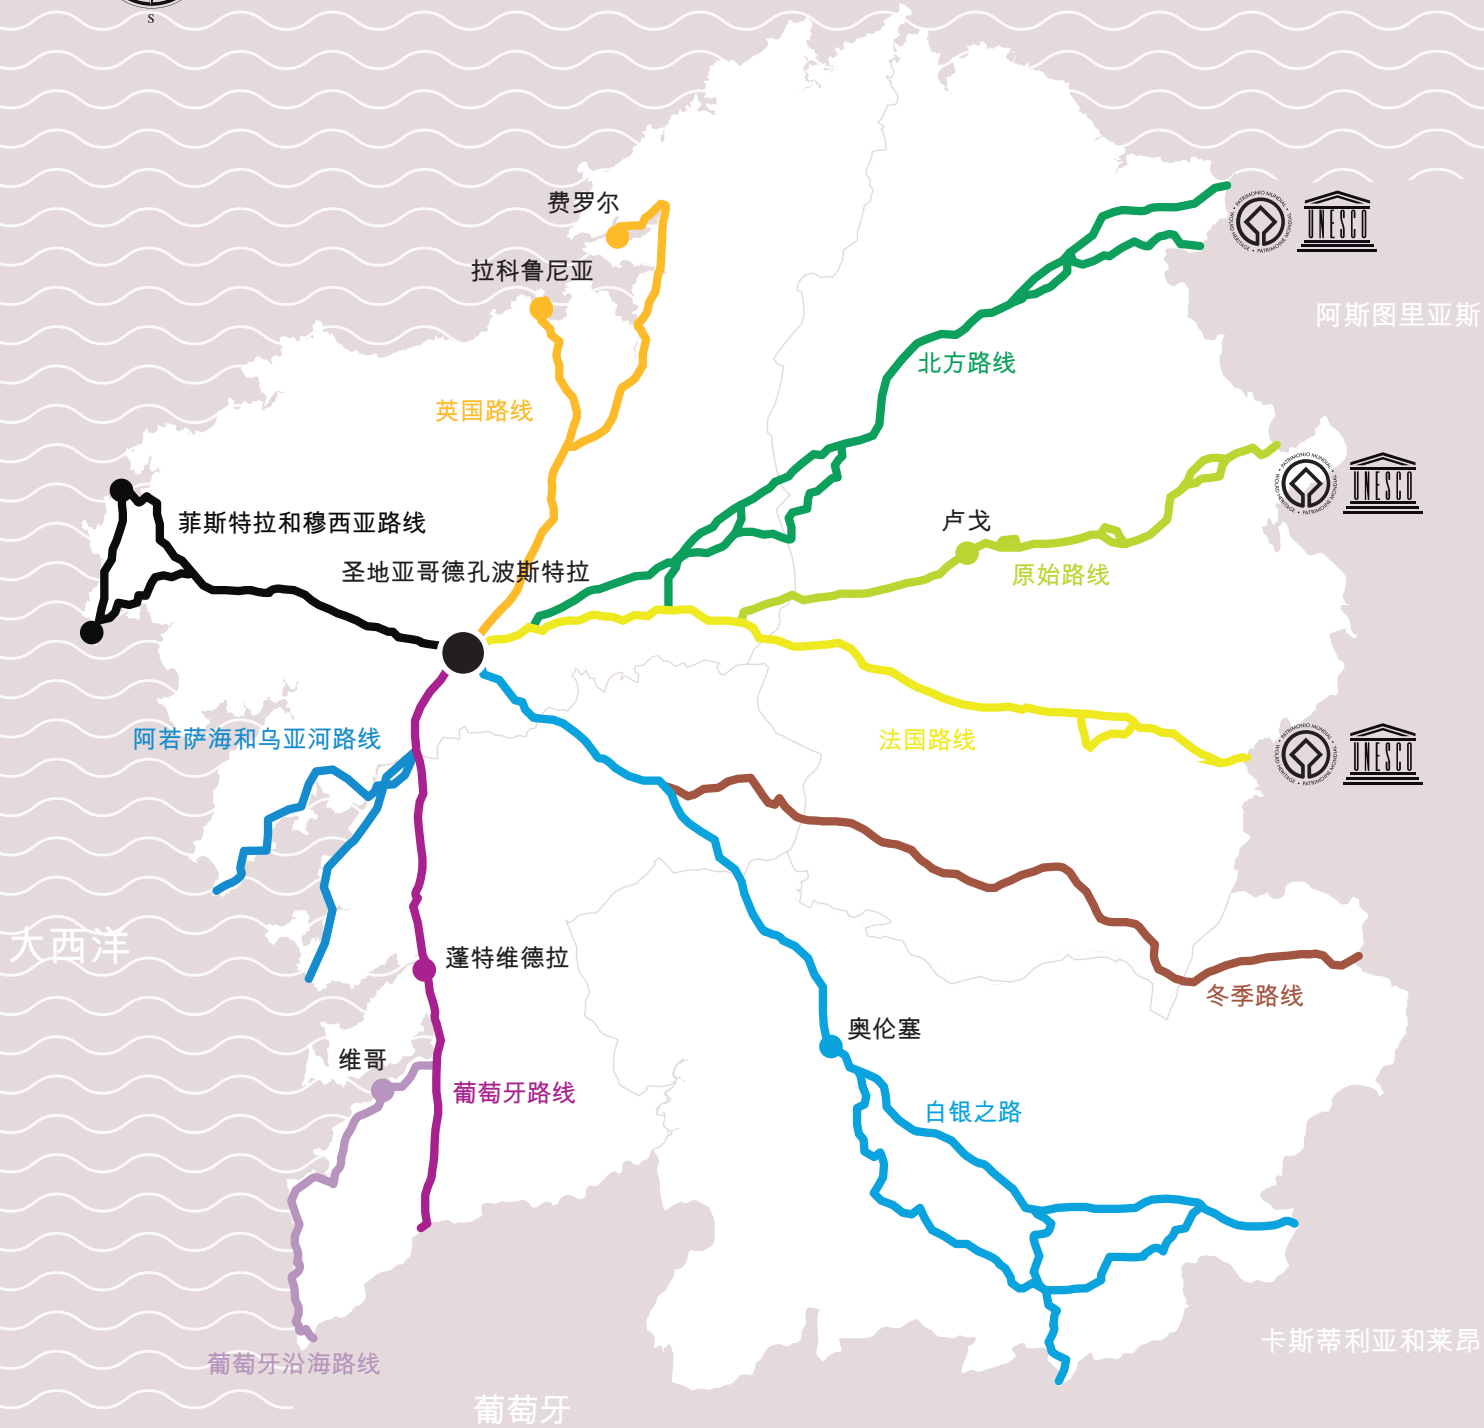 S
费罗尔
拉科鲁尼亚
UNESCO
阿斯图里亚斯
北方路线
英国路线
UNESCO
菲斯特拉和穆西亚路线
卢戈
圣地亚哥德孔波斯特拉
原始路线
阿若萨海和乌亚河路线
法国路线
UNESCO
大西洋
蓬特维德拉
冬季路线
奥伦塞
维哥
葡萄牙路线
白银之路
卡斯蒂利亚和莱昂
葡萄牙沿海路线
葡萄牙